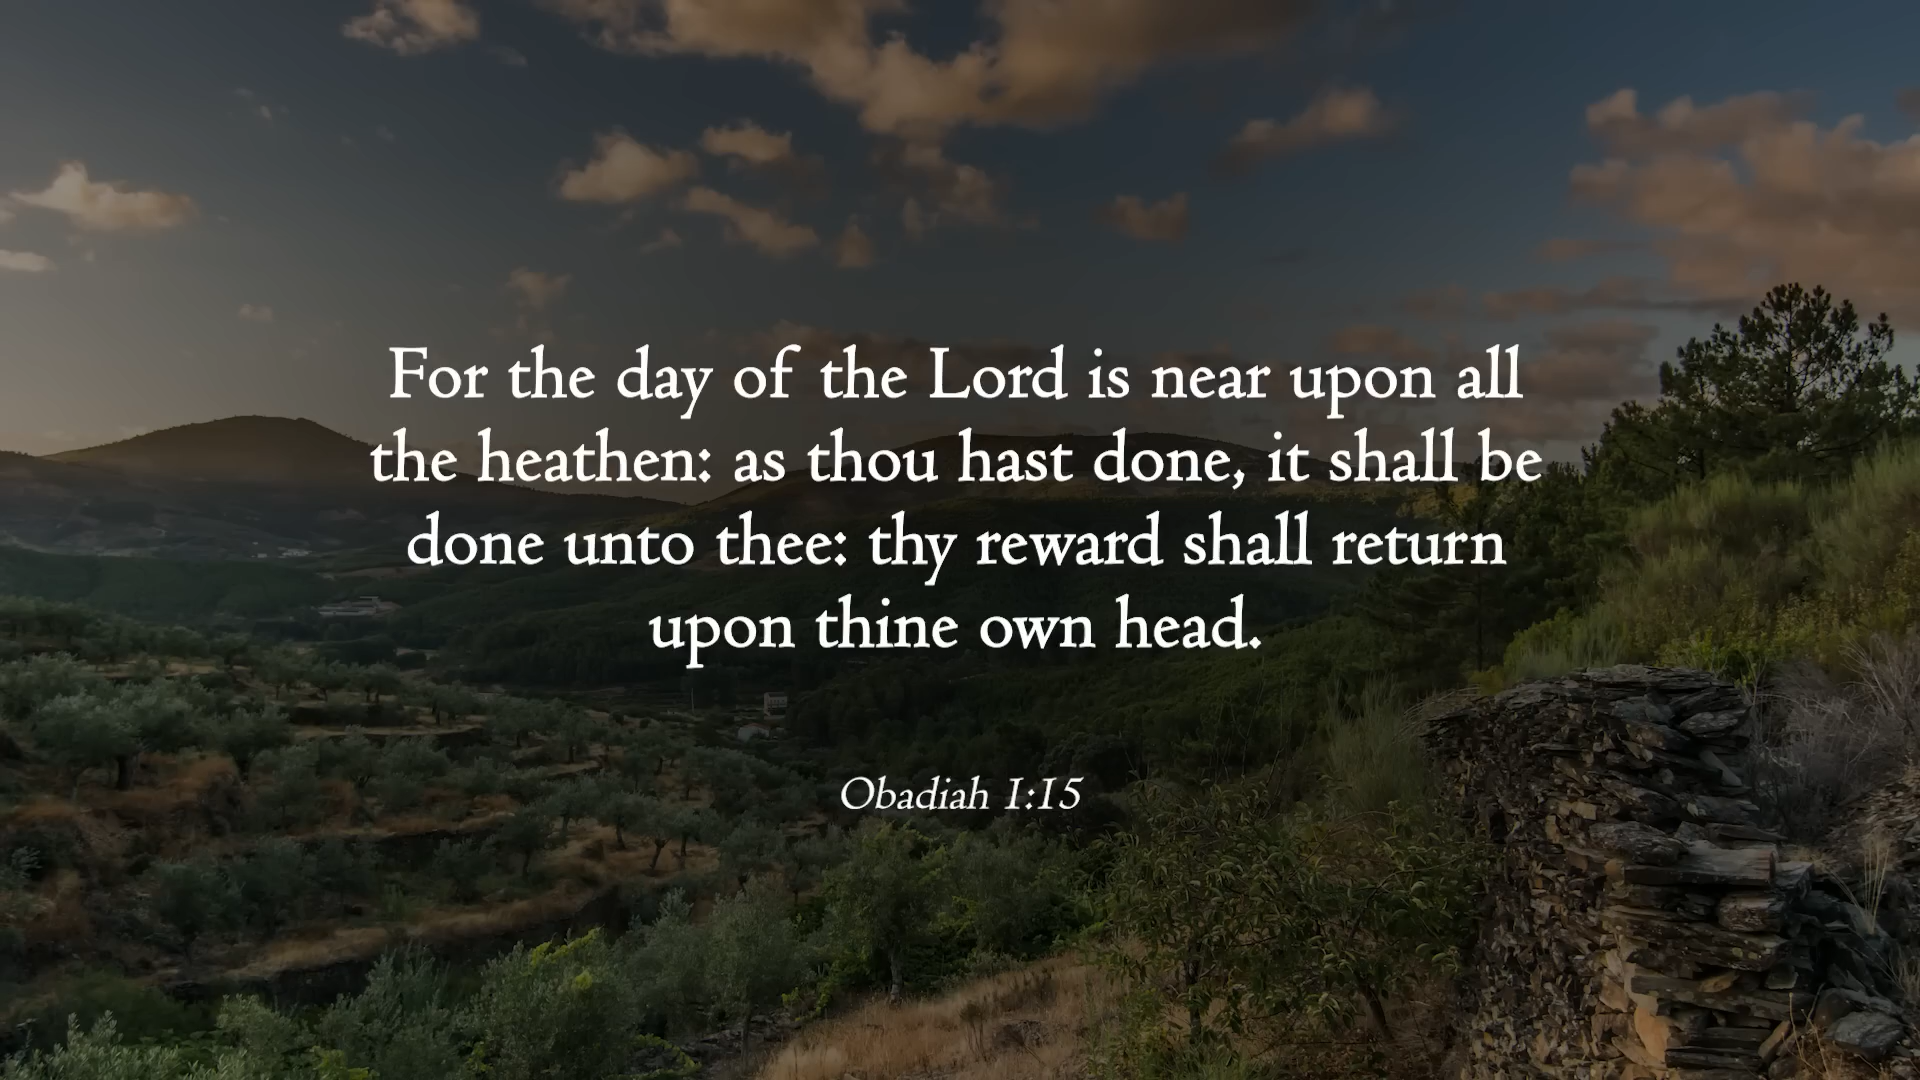 For the day of the Lord is near upon all
the heathen: as thou hast done, it shall be
done unto thee: thy reward shall return
upon thine own head.
Obadiah 1:15